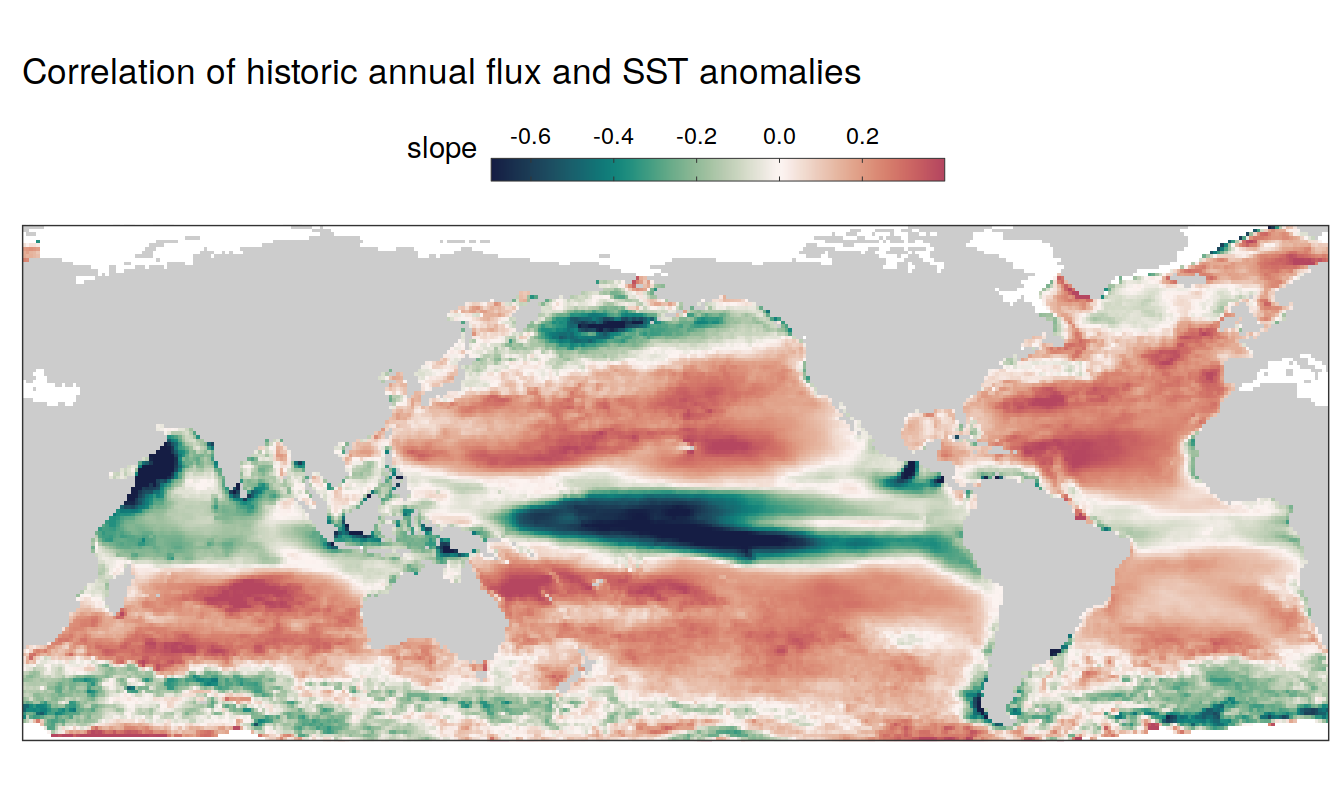 Correlation of historic annual flux and SST anomalies
slope
-0.6 -0.4 -0.2 0.0 0.2